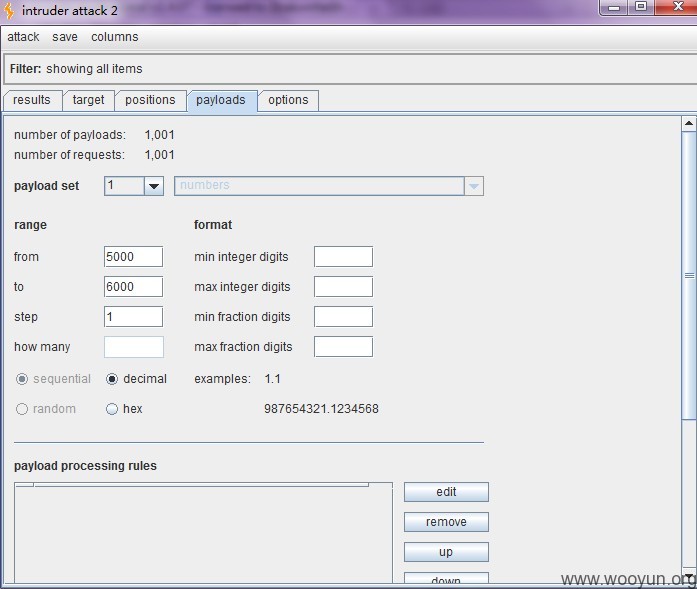 intruder attack 2
attack save columns
Filter: showing all items
results target positions payloads options
number of payloads: 1,001
number of requests: 1,001
payload set 1 numbers
range format
from 5000 min integer digits
to 6000 max integer digits
step 1 min fraction digits
how many max fraction digits
sequential decimal examples: 1.1
random hex 987654321.1234568
payload processing rules
edit
remove
up
down
www.wooyun.org